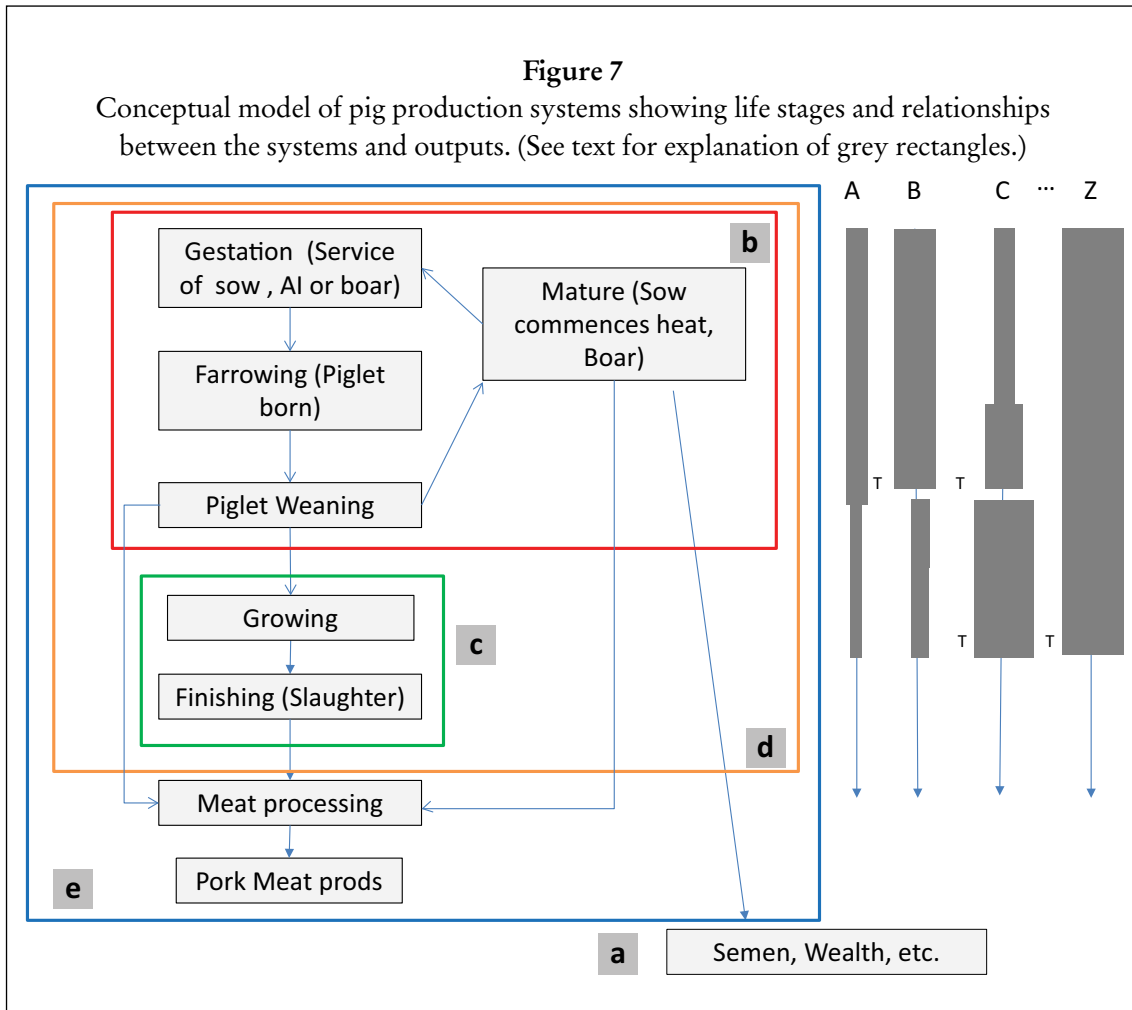 Figure 7
Conceptual model of pig production systems showing life stages and relationships
between the systems and outputs. (See text for explanation of grey rectangles.)
A B C ... Z
b
Gestation (Service
of sow , AI or boar)
Mature (Sow
commences heat,
Boar)
Farrowing (Piglet
born)
T T
Piglet Weaning
Growing
c
T T
Finishing (Slaughter)
d
Meat processing
Pork Meat prods
e
a
Semen, Wealth, etc.